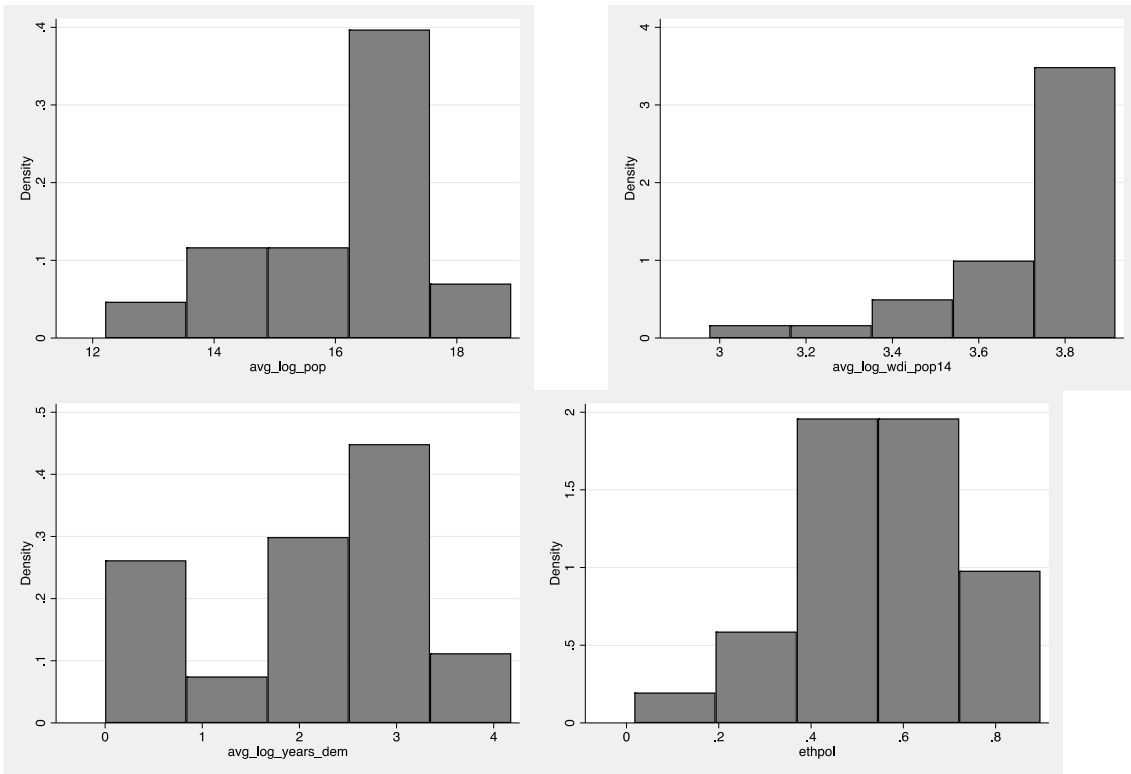 Density
0 .1 .2 .3 .4
12 14 16 18
avg_log_pop
Density
0 1 2 3 4
3 3.2 3.4 3.6 3.8
avg_log_wdi_pop14
Density
0 .1 .2 .3 .4 .5
0 1 2 3 4
avg_log_years_dem
Density
0 .5 1 1.5 2
0 .2 .4 .6 .8
ethpol